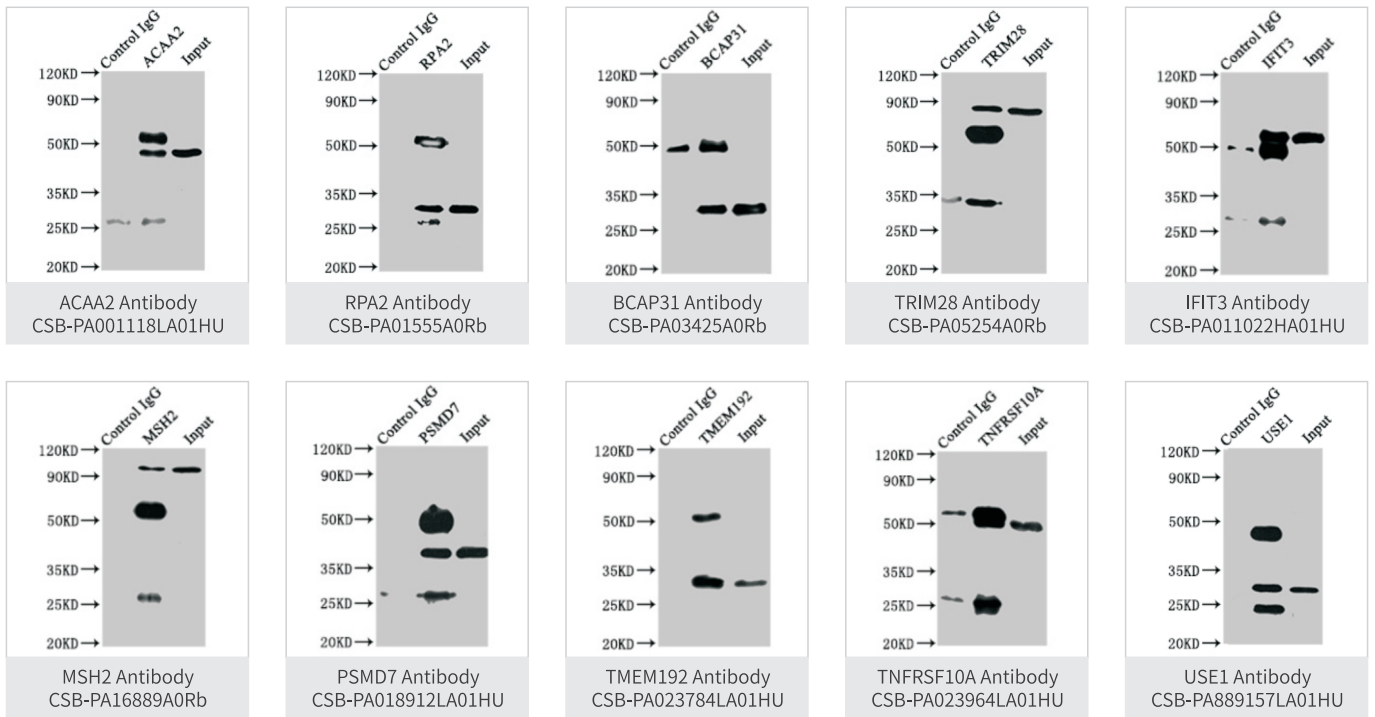 Control IgG ACAA2 Input
120KD
90KD
50KD
35KD
25KD
20KD
ACAA2 Antibody
CSB-PA001118LA01HU
Control IgG RPA2 Input
120KD
90KD
50KD
35KD
25KD
20KD
RPA2 Antibody
CSB-PA01555A0Rb
Control IgG BCAP31 Input
120KD
90KD
50KD
35KD
25KD
20KD
BCAP31 Antibody
CSB-PA03425A0Rb
Control IgG TRIM28 Input
120KD
90KD
50KD
35KD
25KD
20KD
TRIM28 Antibody
CSB-PA05254A0Rb
Control IgG IFIT3 Input
120KD
90KD
50KD
35KD
25KD
20KD
IFIT3 Antibody
CSB-PA011022HA01HU
Control IgG MSH2 Input
120KD
90KD
50KD
35KD
25KD
20KD
MSH2 Antibody
CSB-PA16889A0Rb
Control IgG PSMD7 Input
120KD
90KD
50KD
35KD
25KD
20KD
PSMD7 Antibody
CSB-PA018912LA01HU
Control IgG TMEM192 Input
120KD
90KD
50KD
35KD
25KD
20KD
TMEM192 Antibody
CSB-PA023784LA01HU
Control IgG TNFRSF10A Input
120KD
90KD
50KD
35KD
25KD
20KD
TNFRSF10A Antibody
CSB-PA023964LA01HU
Control IgG USE1 Input
120KD
90KD
50KD
35KD
25KD
20KD
USE1 Antibody
CSB-PA889157LA01HU